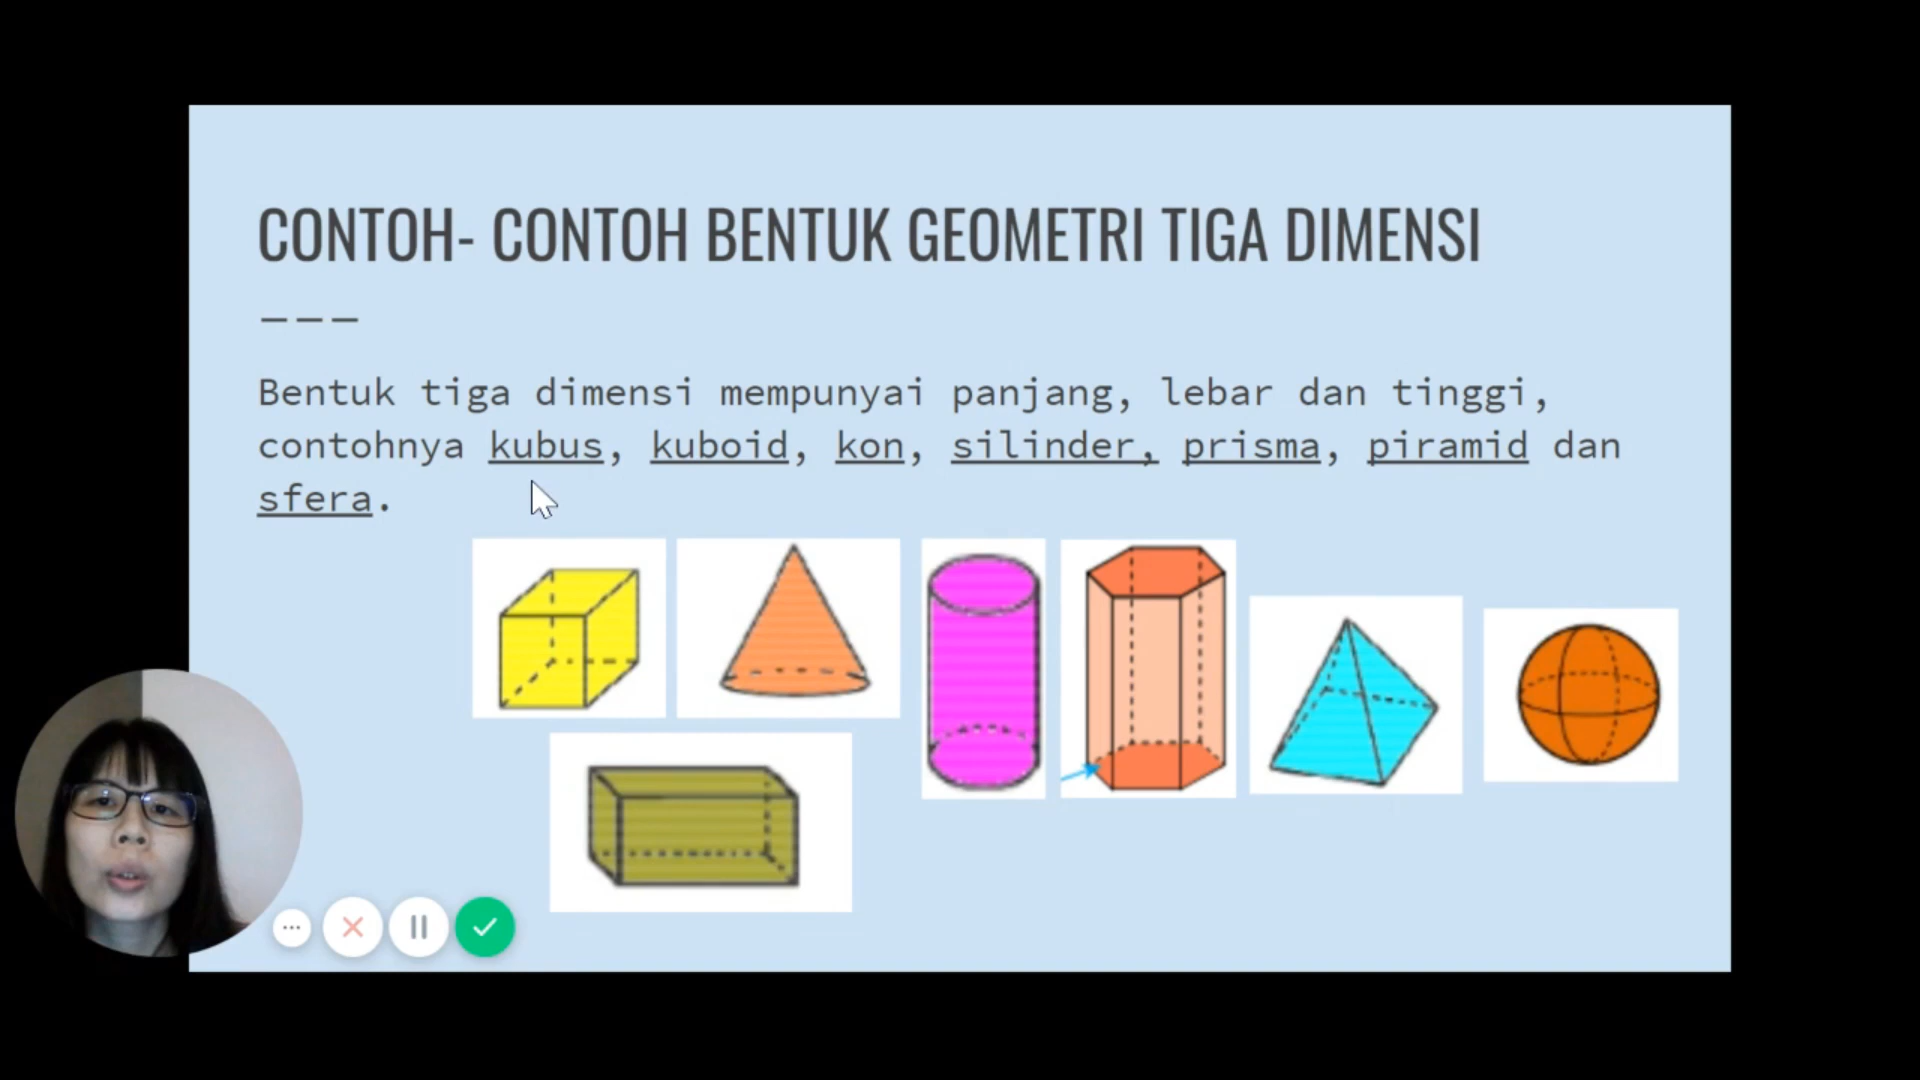 CONTOH- CONTOH BENTUK GEOMETRI TIGA DIMENSI
Bentuk tiga dimensi mempunyai panjang, lebar dan tinggi,
contohnya kubus, kuboid, kon, silinder, prisma, piramid dan
sfera.